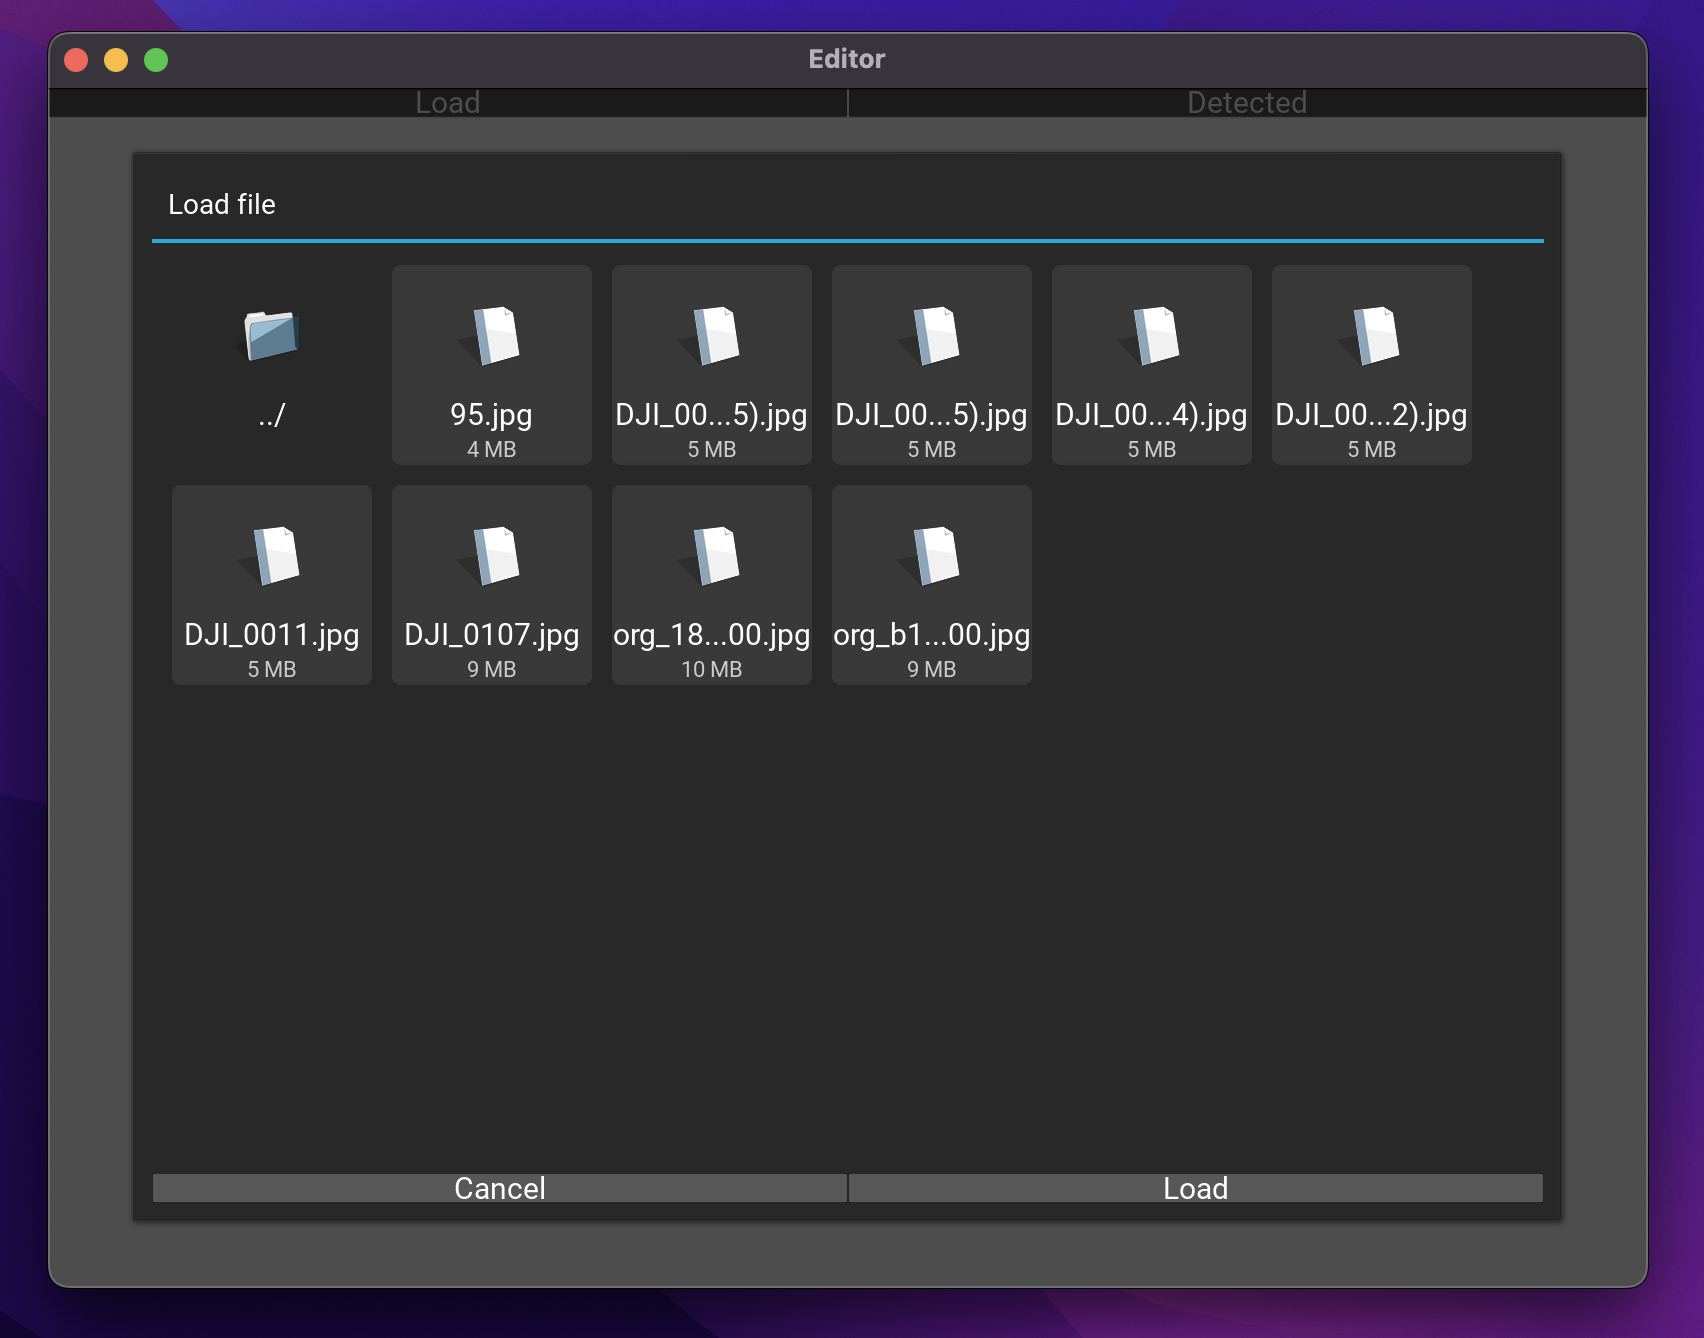 Editor
Load
Detected
Load file
../
95.jpg
4 MB
DJI_00...5).jpg
5 MB
DJI_00...5).jpg
5 MB
DJI_00...4).jpg
5 MB
DJI_00...2).jpg
5 MB
DJI_0011.jpg
5 MB
DJI_0107.jpg
9 MB
org_18...00.jpg
10 MB
org_b1...00.jpg
9 MB
Cancel
Load